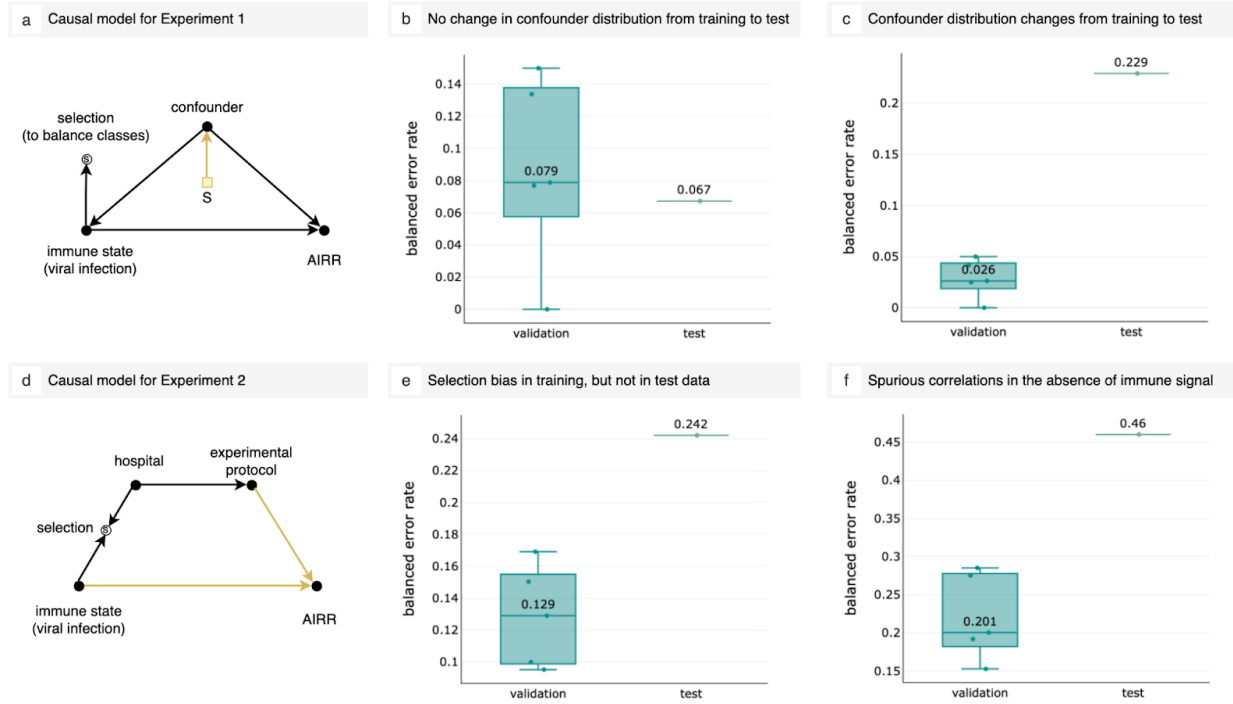 a Causal model for Experiment 1
confounder
selection
(to balance classes)
S
S
immune state
(viral infection)
AIRR
b No change in confounder distribution from training to test
balanced error rate
0.14
0.12
0.1
0.08
0.06
0.04
0.02
0
0.079
0.067
validation
test
c Confounder distribution changes from training to test
balanced error rate
0.2
0.15
0.1
0.05
0
0.229
0.026
validation
test
d Causal model for Experiment 2
hospital
experimental
protocol
selection
S
immune state
(viral infection)
AIRR
e Selection bias in training, but not in test data
balanced error rate
0.24
0.22
0.2
0.18
0.16
0.14
0.12
0.1
0.242
0.129
validation
test
f Spurious correlations in the absence of immune signal
balanced error rate
0.45
0.4
0.35
0.3
0.25
0.2
0.15
0.46
0.201
validation
test